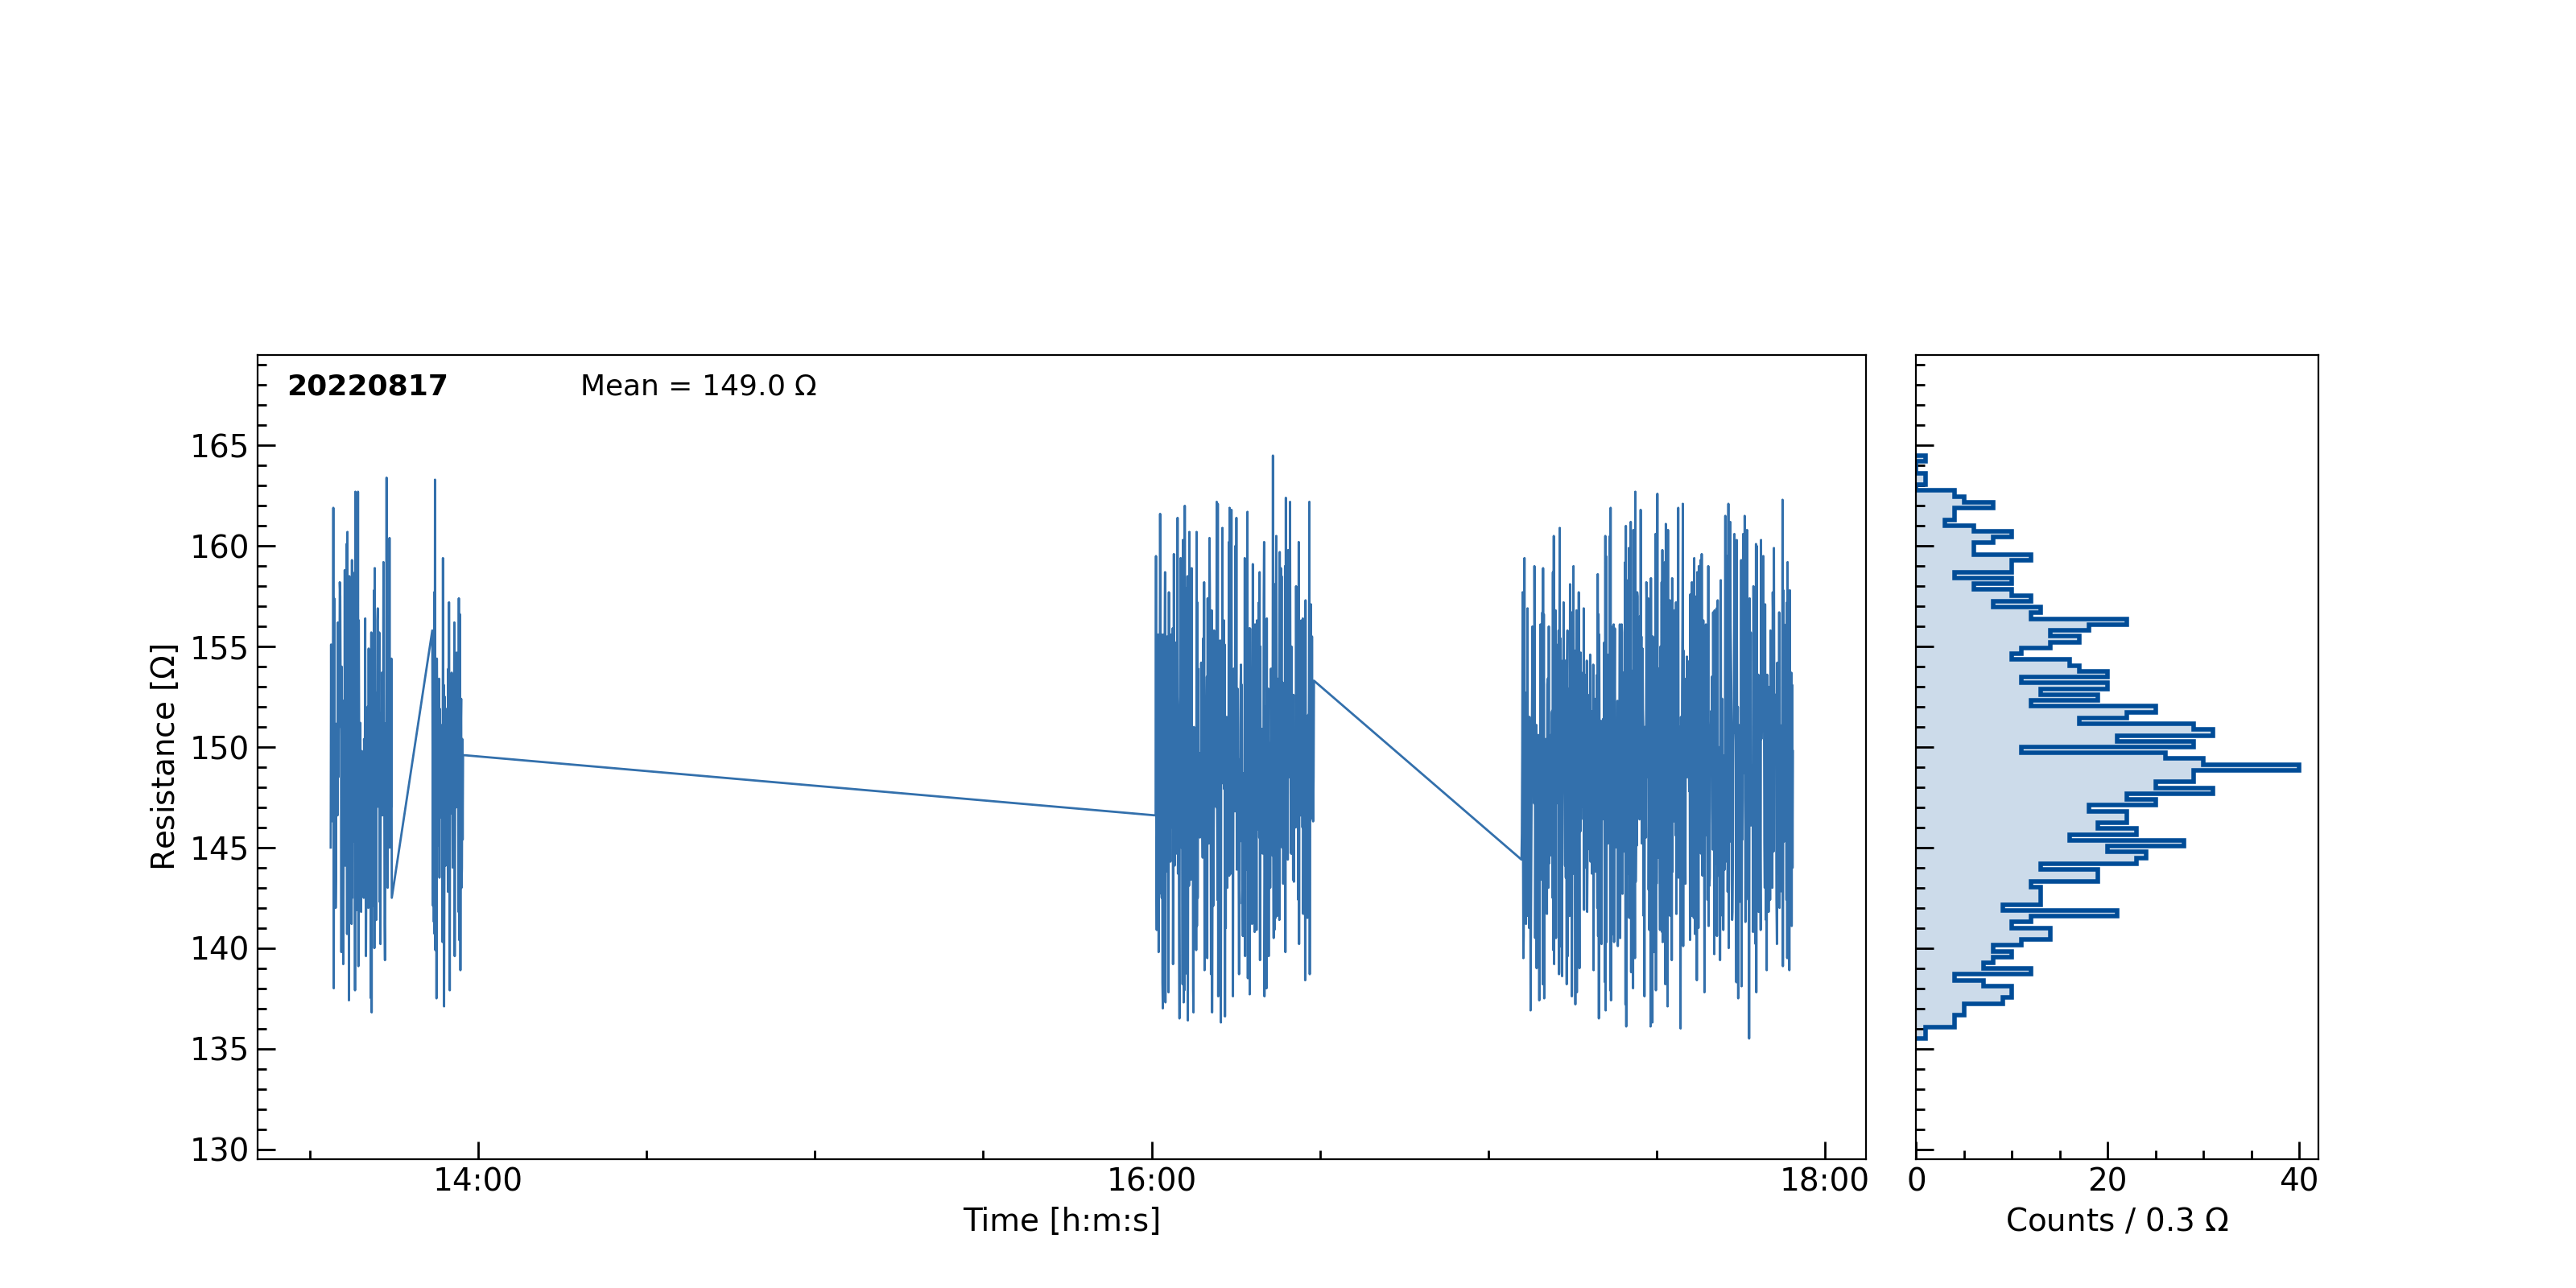 20220817 Mean = 149.0 Ω
Resistance [Ω]
165
160
155
150
145
140
135
130
14:00 16:00 18:00
Time [h:m:s]
0 20 40
Counts / 0.3 Ω